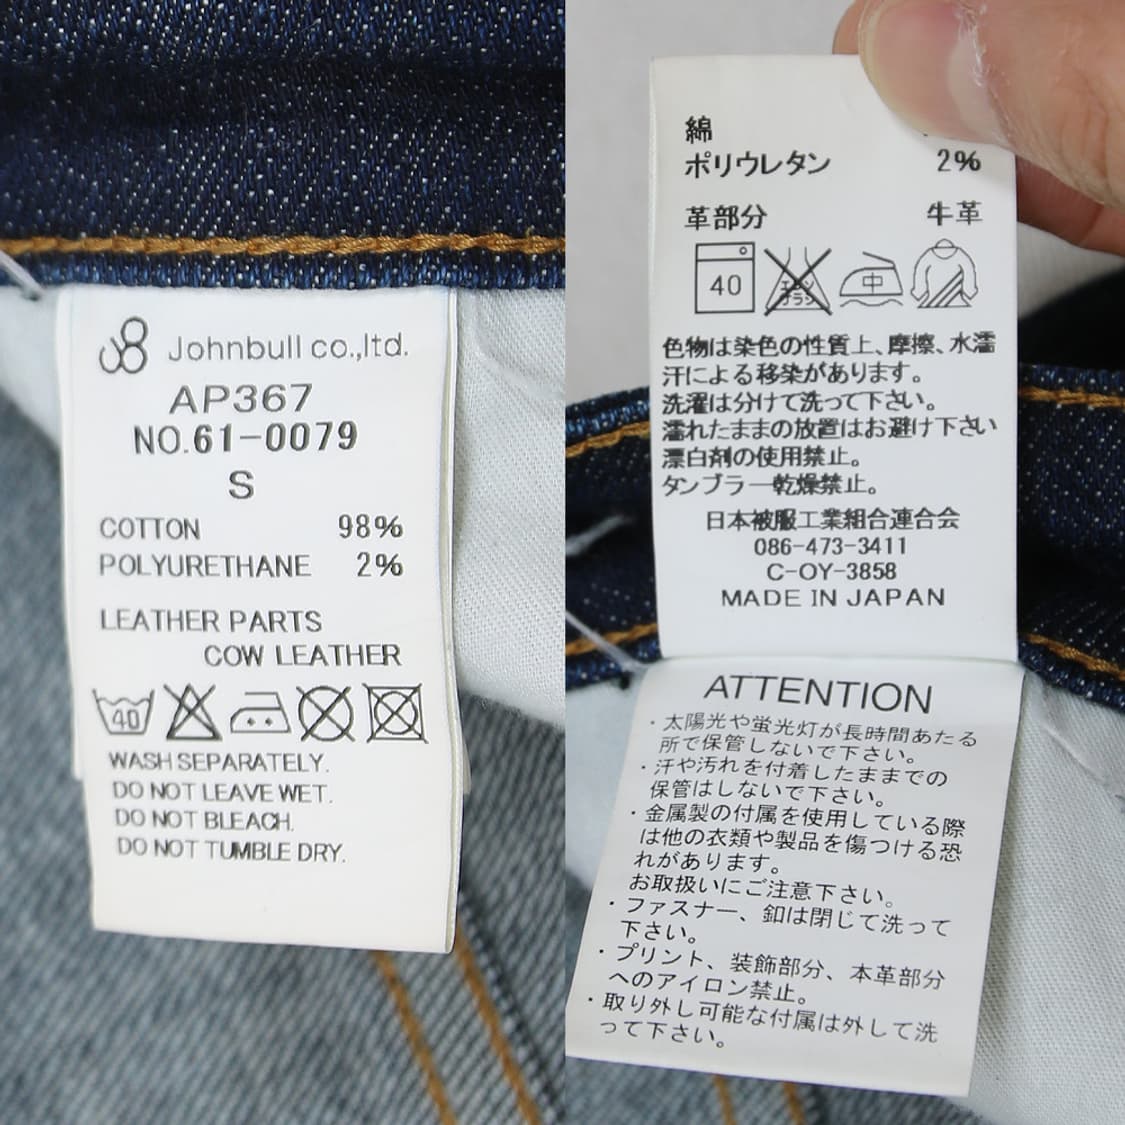 Johnbull co.,ltd.
AP367
NO.61-0079
S
COTTON 98%
POLYURETHANE 2%
LEATHER PARTS
COW LEATHER
40
WASH SEPARATELY.
DO NOT LEAVE WET.
DO NOT BLEACH.
DO NOT TUMBLE DRY.
綿
ポリウレタン 2%
革部分 牛革
40 エンソ ブラシ 中
色物は染色の性質上、摩擦、水濡
汗による移染があります。
洗濯は分けて洗って下さい。
濡れたままの放置はお避け下さい
漂白剤の使用禁止。
タンブラー乾燥禁止。
日本被服工業組合連合会
086-473-3411
C-OY-3858
MADE IN JAPAN
ATTENTION
・太陽光や蛍光灯が長時間あたる
所で保管しないで下さい。
・汗や汚れを付着したままでの
保管はしないで下さい。
・金属製の付属を使用している際
は他の衣類や製品を傷つける恐
れがあります。
お取扱いにご注意下さい。
・ファスナー、釦は閉じて洗って
下さい。
・プリント、装飾部分、本革部分
へのアイロン禁止。
・取り外し可能な付属は外して洗
って下さい。